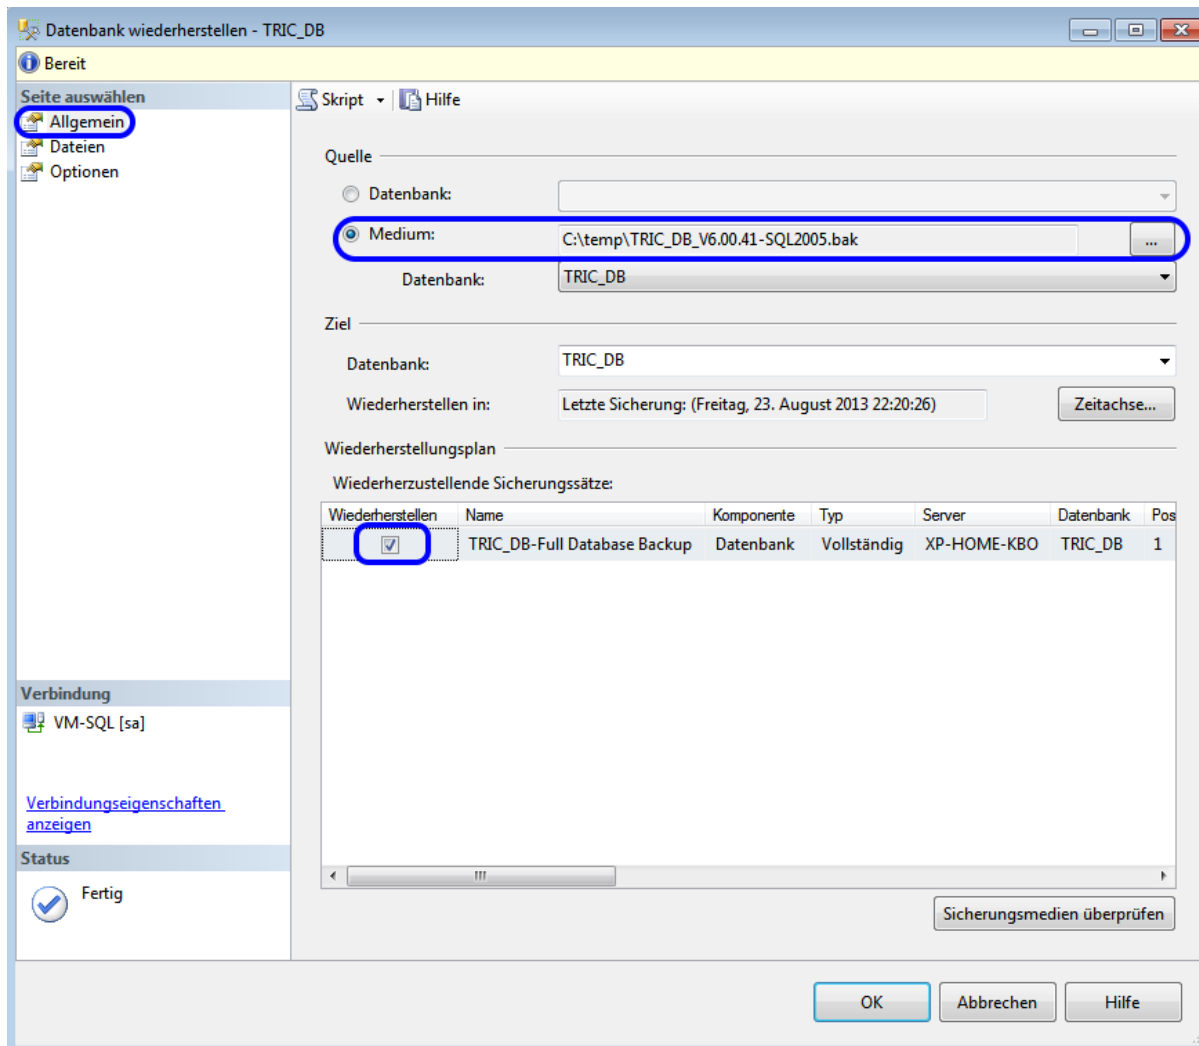 Datenbank wiederherstellen - TRIC_DB
Bereit
Seite auswählen
Allgemein
Dateien
Optionen
Skript
Hilfe
Quelle
Datenbank:
Medium:
C:\temp\TRIC_DB_V6.00.41-SQL2005.bak
...
Datenbank:
TRIC_DB
Ziel
Datenbank:
TRIC_DB
Wiederherstellen in:
Letzte Sicherung: (Freitag, 23. August 2013 22:20:26)
Zeitachse...
Wiederherstellungsplan
Wiederherzustellende Sicherungssätze:
Wiederherstellen Name Komponente Typ Server Datenbank Pos
TRIC_DB-Full Database Backup Datenbank Vollständig XP-HOME-KBO TRIC_DB 1
Verbindung
VM-SQL [sa]
Verbindungseigenschaften
anzeigen
Status
Fertig
Sicherungsmedien überprüfen
OK
Abbrechen
Hilfe